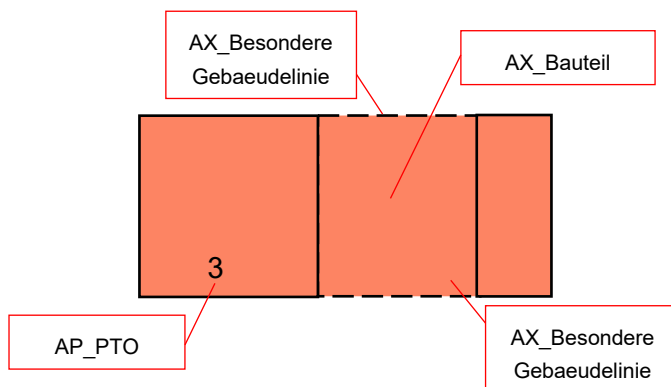 AX_Besondere
Gebaeudelinie
AX_Bauteil
3
AP_PTO
AX_Besondere
Gebaeudelinie